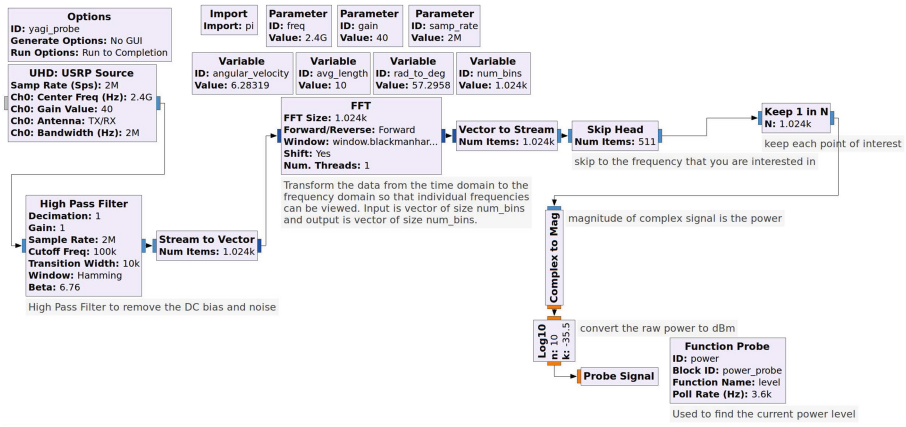 Options
ID: yagi_probe
Generate Options: No GUI
Run Options: Run to Completion
Import
Import: pi
Parameter
ID: freq
Value: 2.4G
Parameter
ID: gain
Value: 40
Parameter
ID: samp_rate
Value: 2M
Variable
ID: angular_velocity
Value: 6.28319
Variable
ID: avg_length
Value: 10
Variable
ID: rad_to_deg
Value: 57.2958
Variable
ID: num_bins
Value: 1.024k
UHD: USRP Source
Samp Rate (Sps): 2M
Ch0: Center Freq (Hz): 2.4G
Ch0: Gain Value: 40
Ch0: Antenna: TX/RX
Ch0: Bandwidth (Hz): 2M
High Pass Filter
Decimation: 1
Gain: 1
Sample Rate: 2M
Cutoff Freq: 100k
Transition Width: 10k
Window: Hamming
Beta: 6.76
High Pass Filter to remove the DC bias and noise
Stream to Vector
Num Items: 1.024k
FFT
FFT Size: 1.024k
Forward/Reverse: Forward
Window: window.blackmanhar...
Shift: Yes
Num. Threads: 1
Transform the data from the time domain to the
frequency domain so that individual frequencies
can be viewed. Input is vector of size num_bins
and output is vector of size num_bins.
Vector to Stream
Num Items: 1.024k
Skip Head
Num Items: 511
skip to the frequency that you are interested in
Keep 1 in N
N: 1.024k
keep each point of interest
Complex to Mag
magnitude of complex signal is the power
Log10
n: 10
k: -35.5
convert the raw power to dBm
Probe Signal
Function Probe
ID: power
Block ID: power_probe
Function Name: level
Poll Rate (Hz): 3.6k
Used to find the current power level